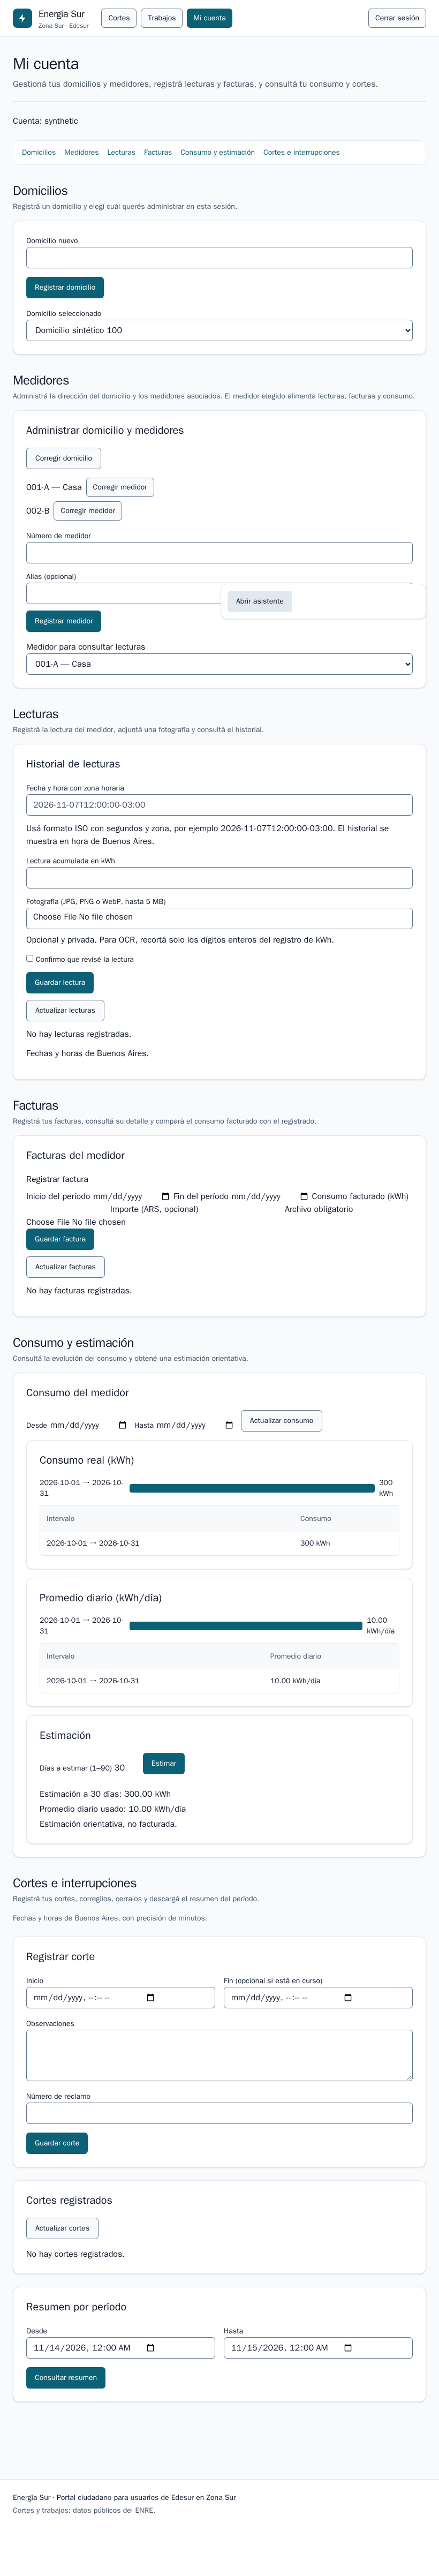 Energía Sur
Zona Sur · Edesur
Cortes
Trabajos
Mi cuenta
Cerrar sesión
Mi cuenta
Gestioná tus domicilios y medidores, registrá lecturas y facturas, y consultá tu consumo y cortes.
Cuenta: synthetic
Domicilios Medidores Lecturas Facturas Consumo y estimación Cortes e interrupciones
Domicilios
Registrá un domicilio y elegí cuál querés administrar en esta sesión.
Domicilio nuevo
Registrar domicilio
Domicilio seleccionado
Domicilio sintético 100
Medidores
Administrá la dirección del domicilio y los medidores asociados. El medidor elegido alimenta lecturas, facturas y consumo.
Administrar domicilio y medidores
Corregir domicilio
001-A — Casa Corregir medidor
002-B Corregir medidor
Número de medidor
Alias (opcional)
Abrir asistente
Registrar medidor
Medidor para consultar lecturas
001-A — Casa
Lecturas
Registrá la lectura del medidor, adjuntá una fotografía y consultá el historial.
Historial de lecturas
Fecha y hora con zona horaria
2026-11-07T12:00:00-03:00
Usá formato ISO con segundos y zona, por ejemplo 2026-11-07T12:00:00-03:00. El historial se
muestra en hora de Buenos Aires.
Lectura acumulada en kWh
Fotografía (JPG, PNG o WebP, hasta 5 MB)
Choose File No file chosen
Opcional y privada. Para OCR, recortá solo los dígitos enteros del registro de kWh.
Confirmo que revisé la lectura
Guardar lectura
Actualizar lecturas
No hay lecturas registradas.
Fechas y horas de Buenos Aires.
Facturas
Registrá tus facturas, consultá su detalle y compará el consumo facturado con el registrado.
Facturas del medidor
Registrar factura
Inicio del período mm/dd/yyyy Fin del período mm/dd/yyyy Consumo facturado (kWh)
Importe (ARS, opcional) Archivo obligatorio
Choose File No file chosen
Guardar factura
Actualizar facturas
No hay facturas registradas.
Consumo y estimación
Consultá la evolución del consumo y obtené una estimación orientativa.
Consumo del medidor
Desde mm/dd/yyyy Hasta mm/dd/yyyy Actualizar consumo
Consumo real (kWh)
2026-10-01 → 2026-10-
31
300
kWh
Intervalo Consumo
2026-10-01 → 2026-10-31 300 kWh
Promedio diario (kWh/día)
2026-10-01 → 2026-10-
31
10.00
kWh/día
Intervalo Promedio diario
2026-10-01 → 2026-10-31 10.00 kWh/día
Estimación
Días a estimar (1–90) 30 Estimar
Estimación a 30 días: 300.00 kWh
Promedio diario usado: 10.00 kWh/día
Estimación orientativa, no facturada.
Cortes e interrupciones
Registrá tus cortes, corregilos, cerralos y descargá el resumen del período.
Fechas y horas de Buenos Aires, con precisión de minutos.
Registrar corte
Inicio Fin (opcional si está en curso)
mm/dd/yyyy, --:-- -- mm/dd/yyyy, --:-- --
Observaciones
Número de reclamo
Guardar corte
Cortes registrados
Actualizar cortes
No hay cortes registrados.
Resumen por período
Desde Hasta
11/14/2026, 12:00 AM 11/15/2026, 12:00 AM
Consultar resumen
Energía Sur · Portal ciudadano para usuarios de Edesur en Zona Sur
Cortes y trabajos: datos públicos del ENRE.